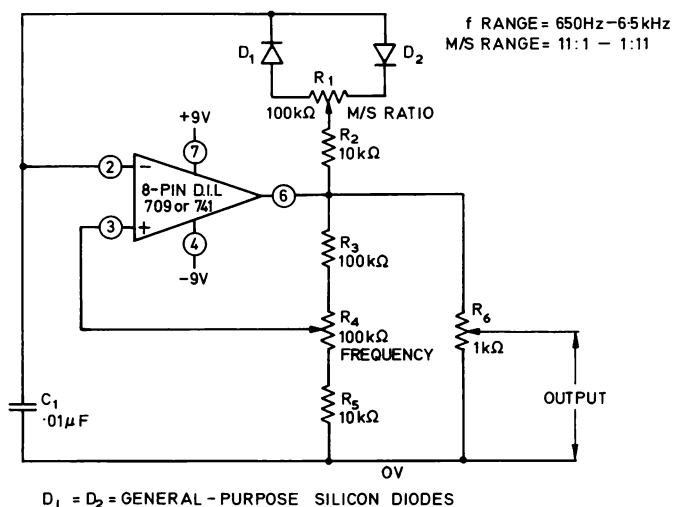 f RANGE = 650Hz-6·5kHz
M/S RANGE = 11:1 - 1:11
D1
D2
R1
100kΩ
M/S RATIO
R2
10kΩ
+9V
7
2
-
8-PIN D.I.L
709 or 741
6
3
+
4
-9V
R3
100kΩ
R4
100kΩ
FREQUENCY
R6
1kΩ
OUTPUT
R5
10kΩ
C1
·01µF
0V
D1 = D2 = GENERAL-PURPOSE SILICON DIODES